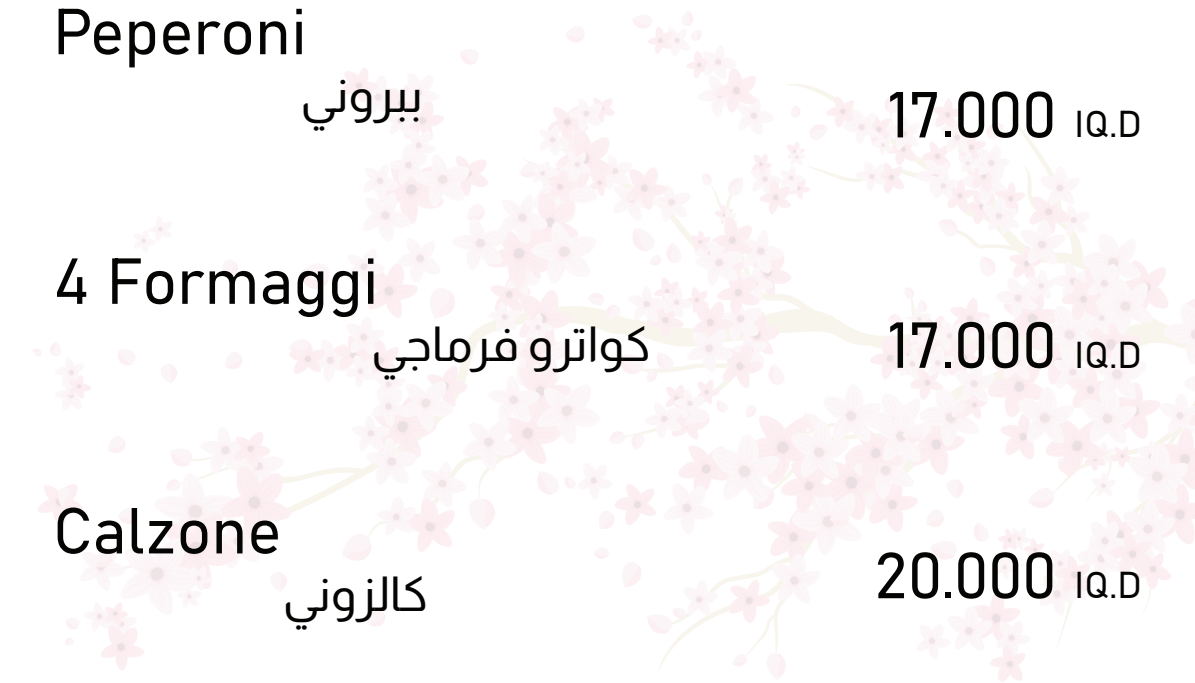 Peperoni
ببروني
17.000 IQ.D
4 Formaggi
كواترو فرماجي
17.000 IQ.D
Calzone
كالزوني
20.000 IQ.D